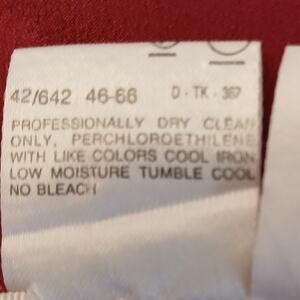 42/642 46-66 D-TK-367
PROFESSIONALLY DRY CLEAN
ONLY, PERCHLOROETHILENE
WITH LIKE COLORS COOL IRON
LOW MOISTURE TUMBLE COOL
NO BLEACH